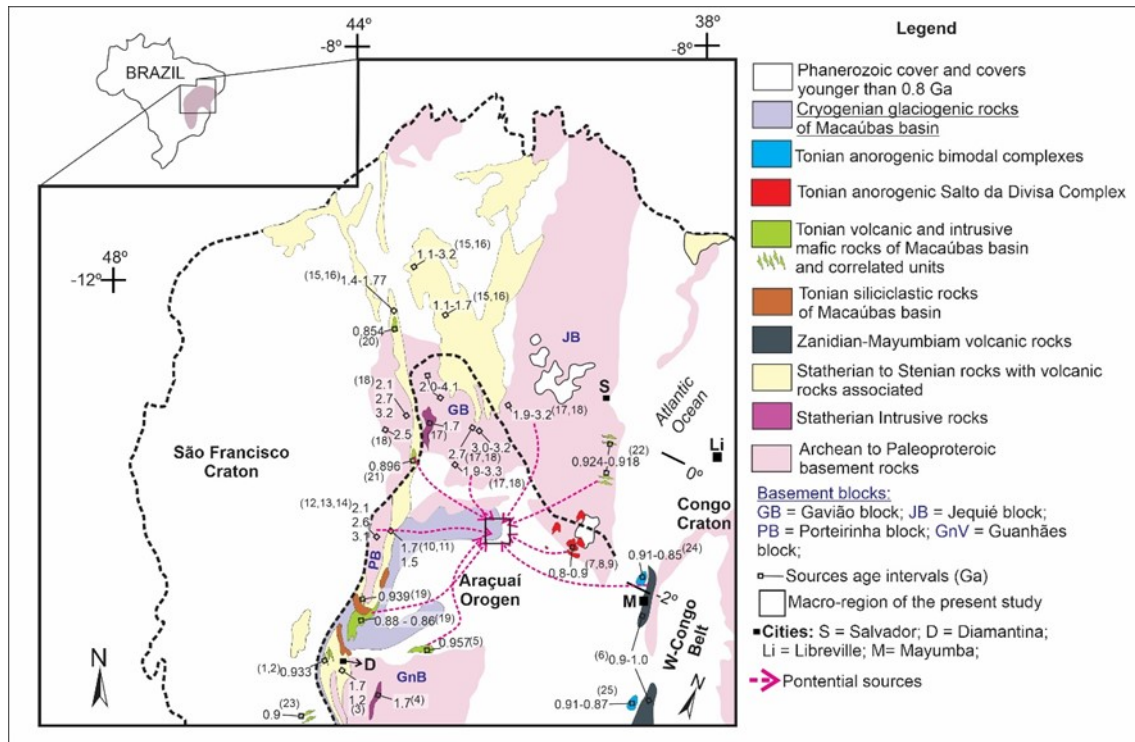 44º
-8º
38º
-8º
BRAZIL
48º
-12º
1.1-3.2 (15,16)
(15,16) 1.4-1.77
1.1-1.7 (15,16)
0.854
(20)
JB
2.0-4.1
(18) 2.1
2.7
3.2
GB
1.9-3.2 (17,18)
S
Atlantic
Ocean
Li
1.7
(17)
2.5
(18)
3.0-3.2
2.7 (17,18)
1.9-3.3
(17,18)
0.896
(21)
(22)
0.924-0.918
0º
São Francisco
Craton
Congo
Craton
(12,13,14) 2.1
2.6
3.1
1.7 (10,11)
1.5
PB
0.8-0.9 (7,8,9)
0.91-0.85 (24)
Araçuaí
Orogen
M
-2º
0.939 (19)
0.88 - 0.86 (19)
0.957 (5)
W-Congo
Belt
(6) 0.9-1.0
(1,2) 0.933
D
GnB
1.7
1.2
(3)
1.7 (4)
(23)
0.9
(25)
0.91-0.87
N
N
Legend
Phanerozoic cover and covers
younger than 0.8 Ga
Cryogenian glaciogenic rocks
of Macaúbas basin
Tonian anorogenic bimodal complexes
Tonian anorogenic Salto da Divisa Complex
Tonian volcanic and intrusive
mafic rocks of Macaúbas basin
and correlated units
Tonian siliciclastic rocks
of Macaúbas basin
Zanidian-Mayumbiam volcanic rocks
Statherian to Stenian rocks with volcanic
rocks associated
Statherian Intrusive rocks
Archean to Paleoproteroic
basement rocks
Basement blocks:
GB = Gavião block; JB = Jequié block;
PB = Porteirinha block; GnV = Guanhães
block;
Sources age intervals (Ga)
Macro-region of the present study
Cities: S = Salvador; D = Diamantina;
Li = Libreville; M= Mayumba;
Pontential sources